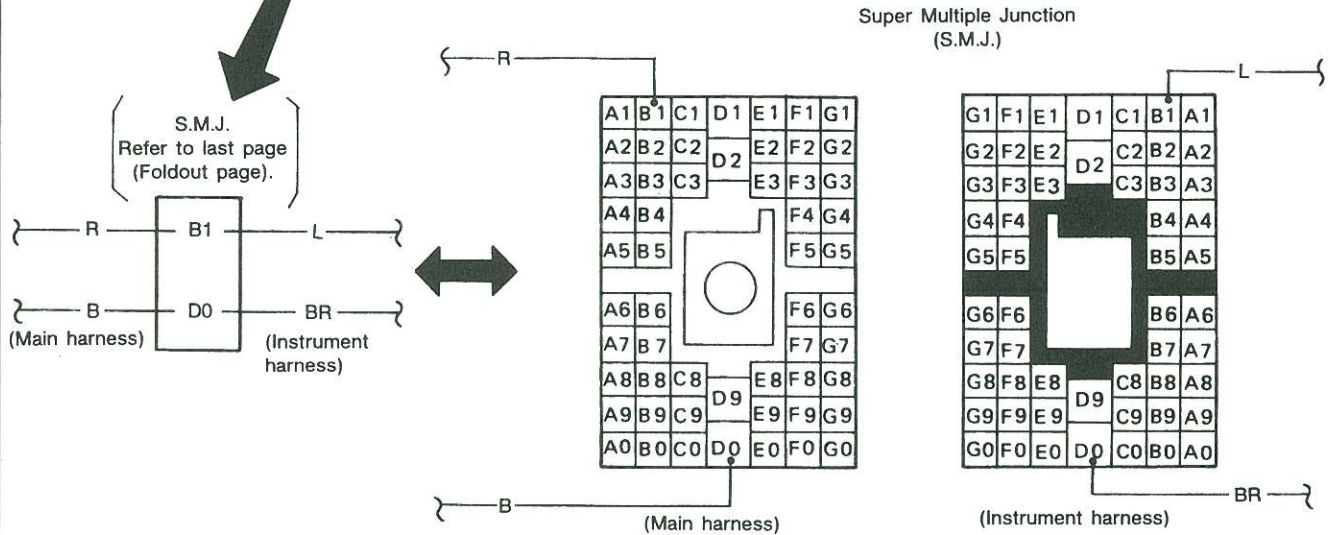 Super Multiple Junction
(S.M.J.)
S.M.J.
Refer to last page
(Foldout page).
R B1 L
B D0 BR
(Main harness)
(Instrument
harness)
R
A1 B1 C1 D1 E1 F1 G1
A2 B2 C2 D2 E2 F2 G2
A3 B3 C3 E3 F3 G3
A4 B4 F4 G4
A5 B5 F5 G5
A6 B6 F6 G6
A7 B7 F7 G7
A8 B8 C8 E8 F8 G8
A9 B9 C9 D9 E9 F9 G9
A0 B0 C0 D0 E0 F0 G0
B
(Main harness)
L
G1 F1 E1 D1 C1 B1 A1
G2 F2 E2 D2 C2 B2 A2
G3 F3 E3 C3 B3 A3
G4 F4 B4 A4
G5 F5 B5 A5
G6 F6 B6 A6
G7 F7 B7 A7
G8 F8 E8 C8 B8 A8
G9 F9 E9 D9 C9 B9 A9
G0 F0 E0 D0 C0 B0 A0
BR
(Instrument harness)